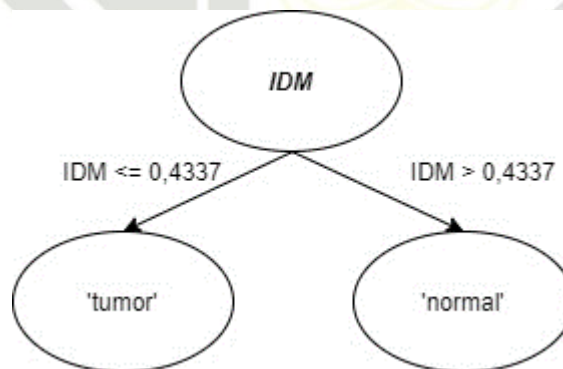 IDM
IDM <= 0,4337
IDM > 0,4337
'tumor'
'normal'